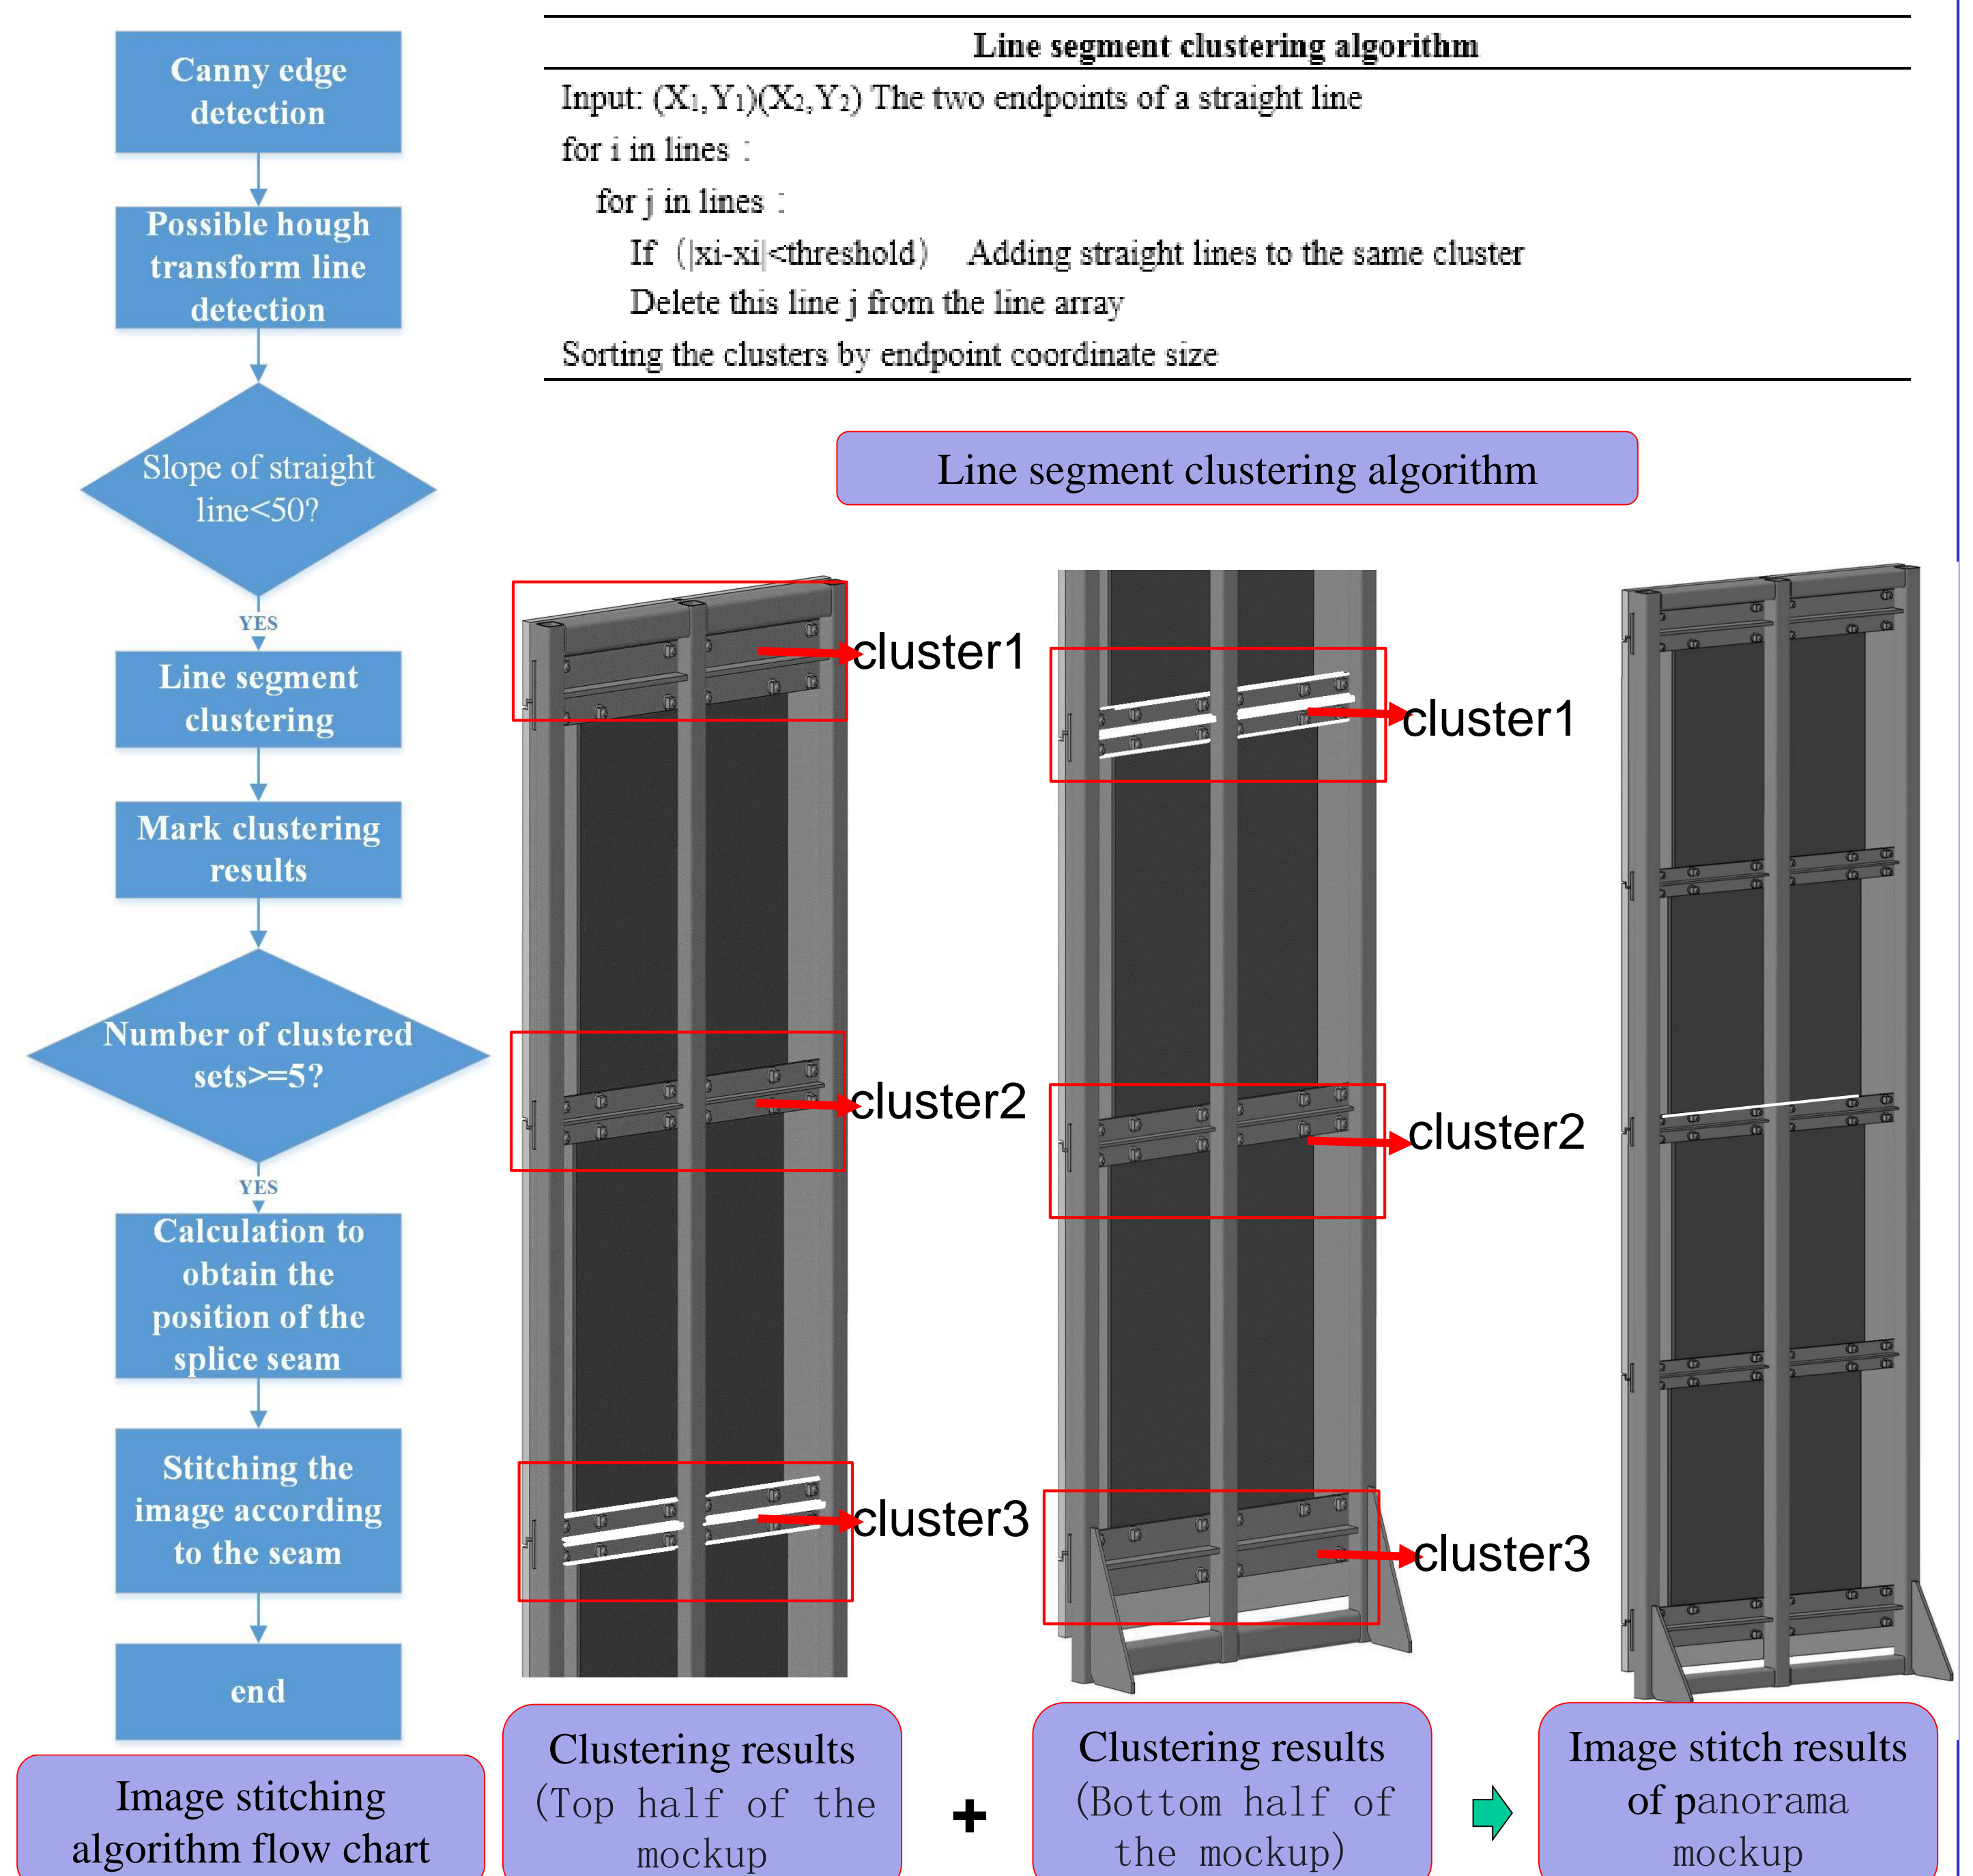 Canny edge
detection
Possible hough
transform line
detection
Slope of straight
line<50?
YES
Line segment
clustering
Mark clustering
results
Number of clustered
sets>=5?
YES
Calculation to
obtain the
position of the
splice seam
Stitching the
image according
to the seam
end
Image stitching
algorithm flow chart
Line segment clustering algorithm
Input: (X₁,Y₁)(X₂,Y₂) The two endpoints of a straight line
for i in lines :
for j in lines :
If (|xi-xi|<threshold) Adding straight lines to the same cluster
Delete this line j from the line array
Sorting the clusters by endpoint coordinate size
Line segment clustering algorithm
cluster1
cluster2
cluster3
Clustering results
(Top half of the
mockup
+
cluster1
cluster2
cluster3
Clustering results
(Bottom half of
the mockup)
Image stitch results
of panorama
mockup